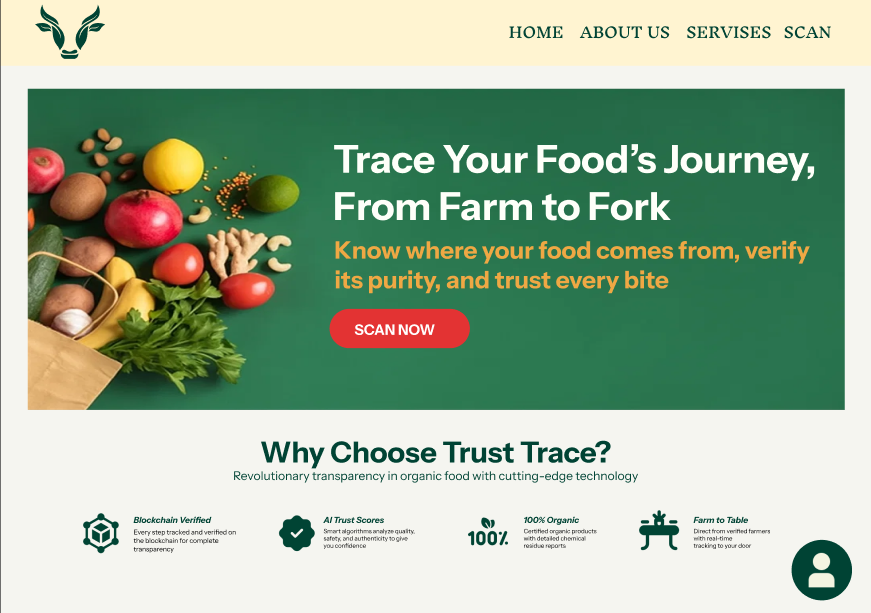 HOME ABOUT US SERVISES SCAN
Trace Your Food's Journey,
From Farm to Fork
Know where your food comes from, verify
its purity, and trust every bite
SCAN NOW
Why Choose Trust Trace?
Revolutionary transparency in organic food with cutting-edge technology
Blockchain Verified
Every step tracked and verified on
the blockchain for complete
transparency
AI Trust Scores
Smart algorithms analyze quality,
safety, and authenticity to give
you confidence
100%
100% Organic
Certified organic products
with detailed chemical
residue reports
Farm to Table
Direct from verified farmers
with real-time
tracking to your door